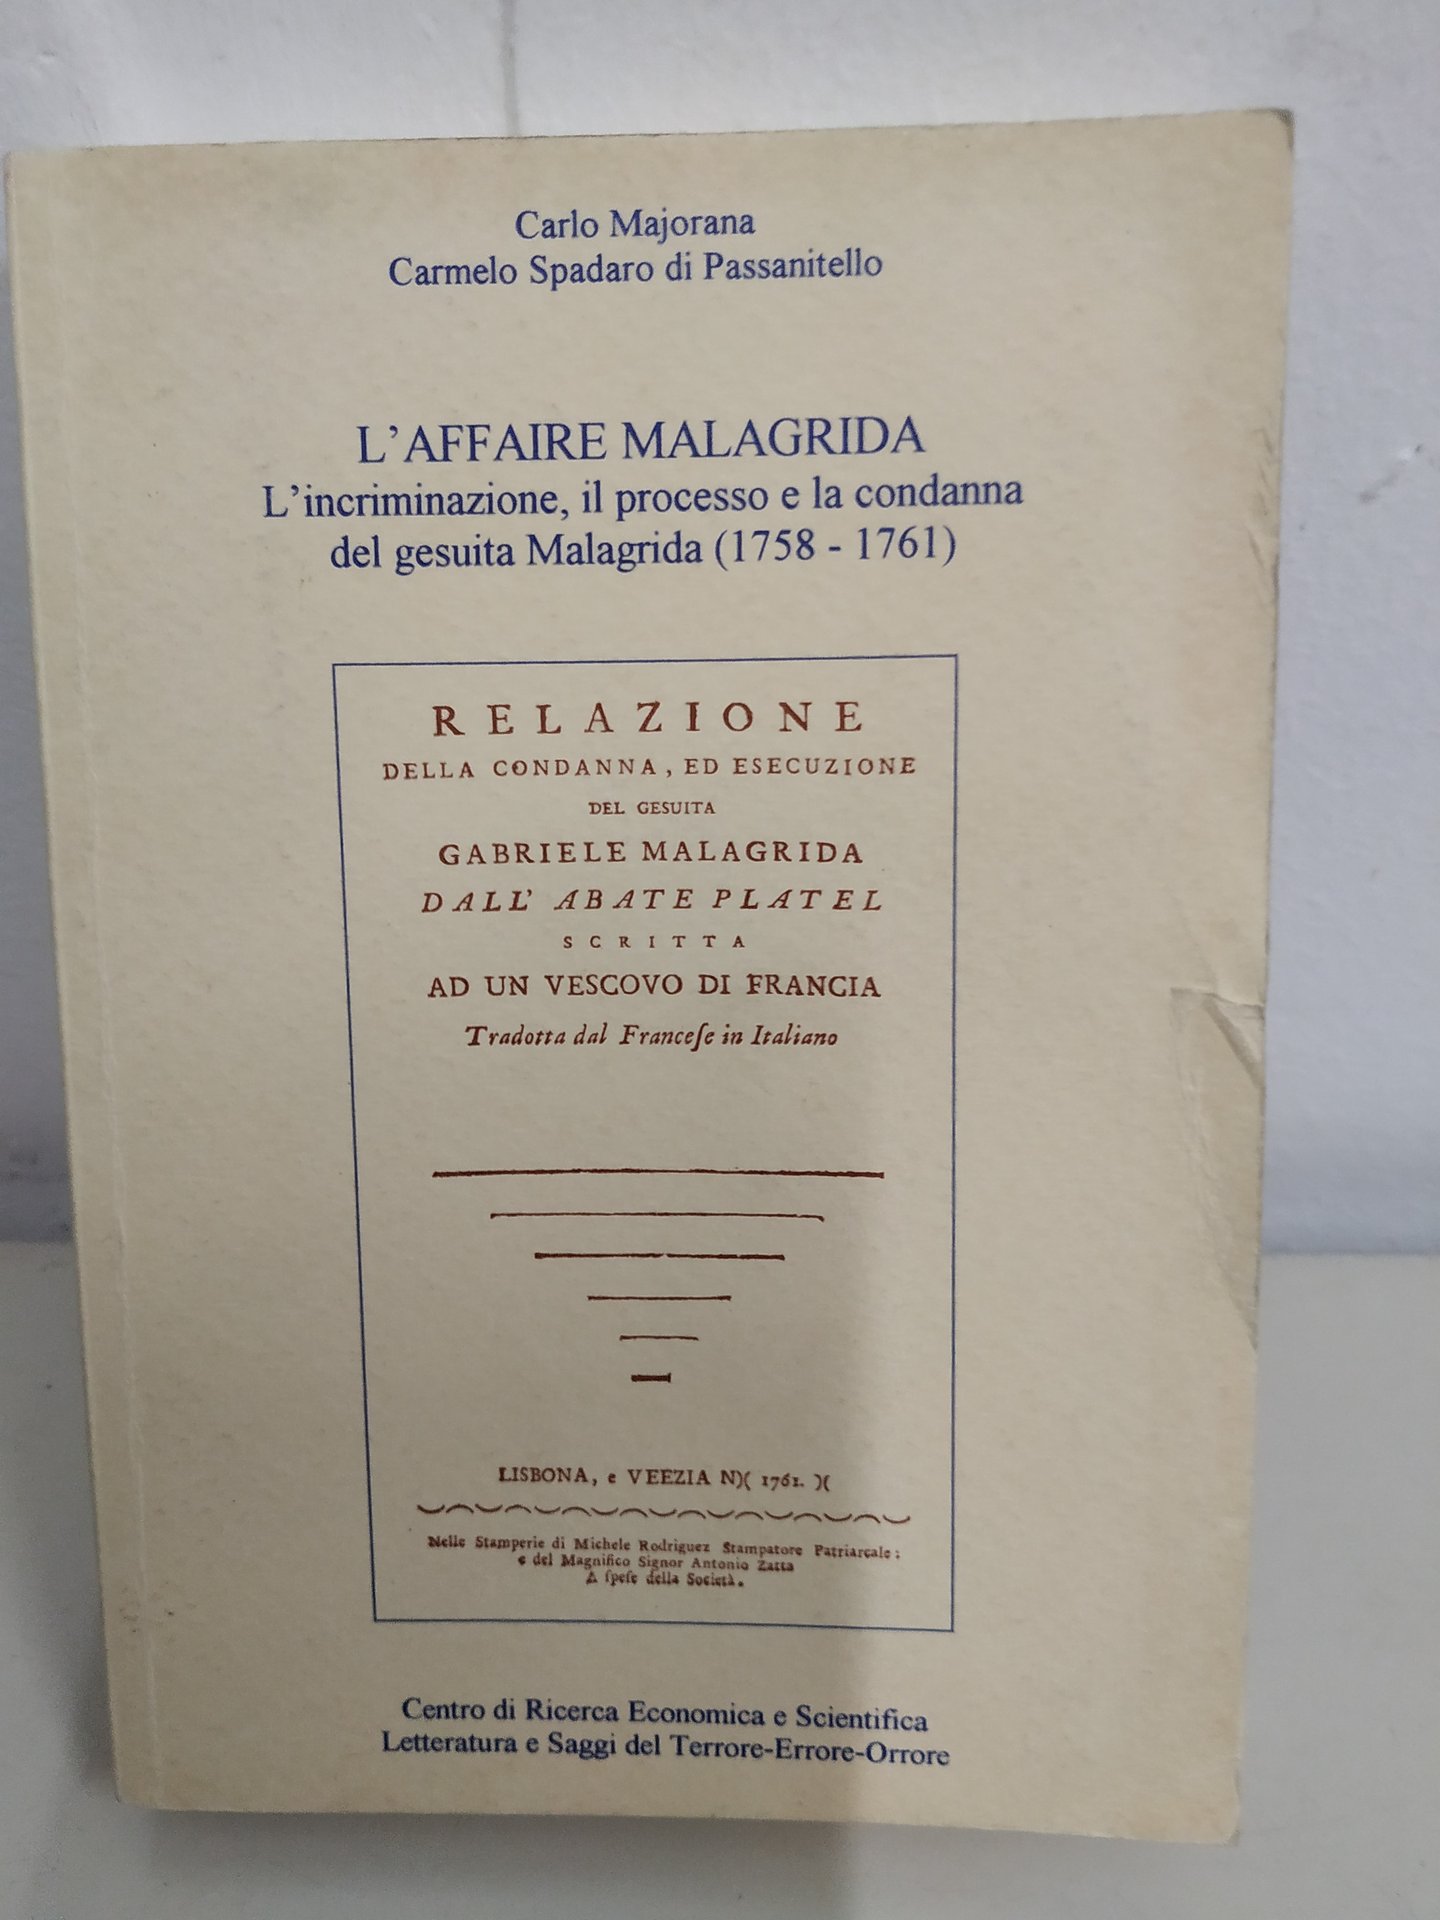 Carlo Majorana
Carmelo Spadaro di Passanitello
L'AFFAIRE MALAGRIDA
L'incriminazione, il processo e la condanna
del gesuita Malagrida (1758 - 1761)
RELAZIONE
DELLA CONDANNA, ED ESECUZIONE
DEL GESUITA
GABRIELE MALAGRIDA
DALL' ABATE PLATEL
SCRITTA
AD UN VESCOVO DI FRANCIA
Tradotta dal Franceſe in Italiano
LISBONA, e VEEZIA N)( 1761. )(
Nelle Stamperie di Michele Rodriguez Stampatore Patriarcale;
e del Magnifico Signor Antonio Zatta
A ſpeſe della Società.
Centro di Ricerca Economica e Scientifica
Letteratura e Saggi del Terrore-Errore-Orrore